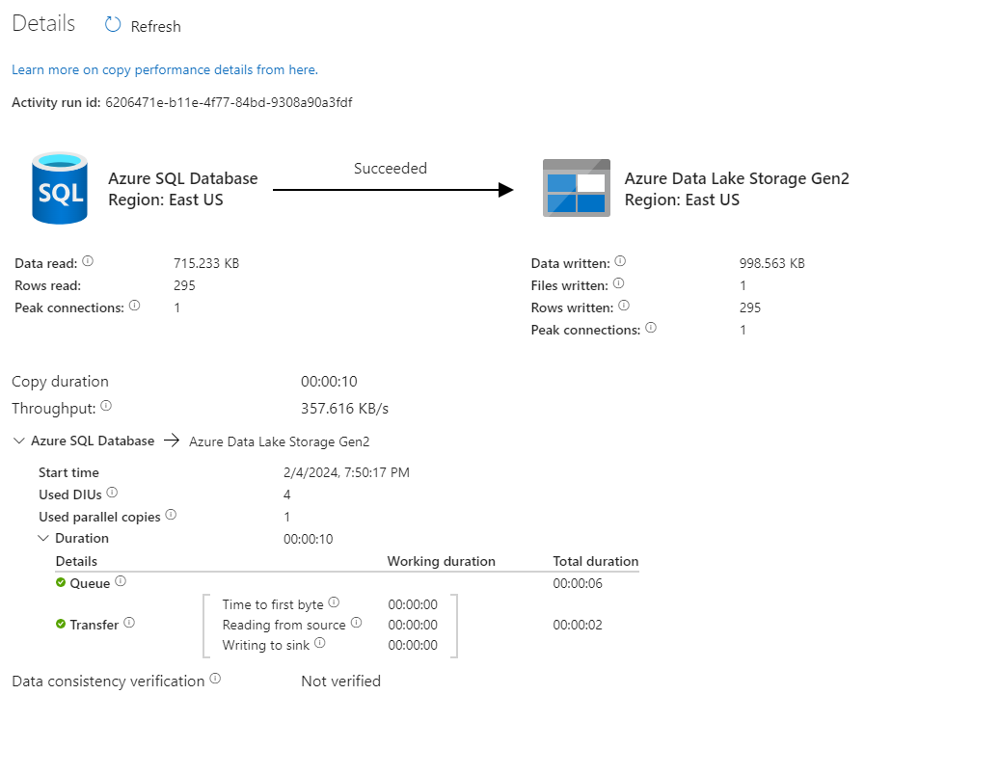 Details Refresh
Learn more on copy performance details from here.
Activity run id: 6206471e-b11e-4f77-84bd-9308a90a3fdf
Succeeded
SQL
Azure SQL Database
Region: East US
Azure Data Lake Storage Gen2
Region: East US
Data read: 715.233 KB
Rows read: 295
Peak connections: 1
Data written: 998.563 KB
Files written: 1
Rows written: 295
Peak connections: 1
Copy duration 00:00:10
Throughput: 357.616 KB/s
Azure SQL Database → Azure Data Lake Storage Gen2
Start time 2/4/2024, 7:50:17 PM
Used DIUs 4
Used parallel copies 1
Duration 00:00:10
Details Working duration Total duration
Queue 00:00:06
Time to first byte 00:00:00
Transfer Reading from source 00:00:00 00:00:02
Writing to sink 00:00:00
Data consistency verification Not verified